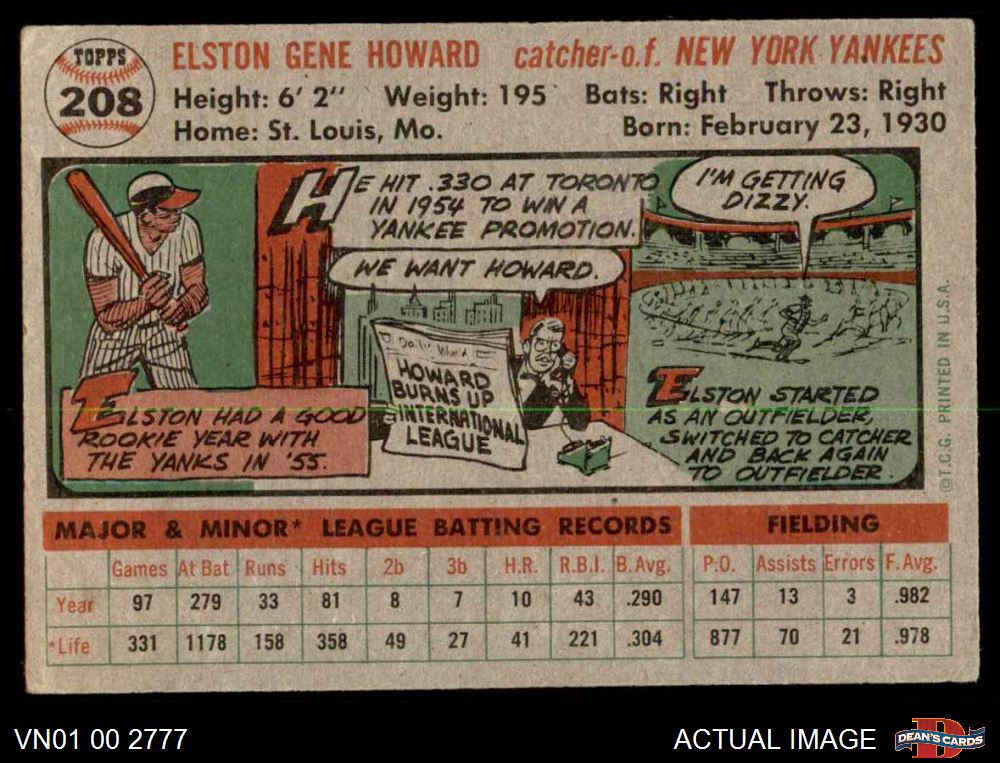 TOPPS
208
ELSTON GENE HOWARD catcher-o.f. NEW YORK YANKEES
Height: 6' 2" Weight: 195 Bats: Right Throws: Right
Home: St. Louis, Mo. Born: February 23, 1930
HE HIT .330 AT TORONTO
IN 1954 TO WIN A
YANKEE PROMOTION.
I'M GETTING
DIZZY.
WE WANT HOWARD.
HOWARD
BURNS UP
INTERNATIONAL
LEAGUE
ELSTON HAD A GOOD
ROOKIE YEAR WITH
THE YANKS IN '55.
ELSTON STARTED
AS AN OUTFIELDER,
SWITCHED TO CATCHER
AND BACK AGAIN
TO OUTFIELDER.
©T.C.G. PRINTED IN U.S.A.
MAJOR & MINOR* LEAGUE BATTING RECORDS FIELDING
Games At Bat Runs Hits 2b 3b H.R. R.B.I. B.Avg. P.O. Assists Errors F.Avg.
Year 97 279 33 81 8 7 10 43 .290 147 13 3 .982
*Life 331 1178 158 358 49 27 41 221 .304 877 70 21 .978
VN01 00 2777 ACTUAL IMAGE
DEAN'S CARDS